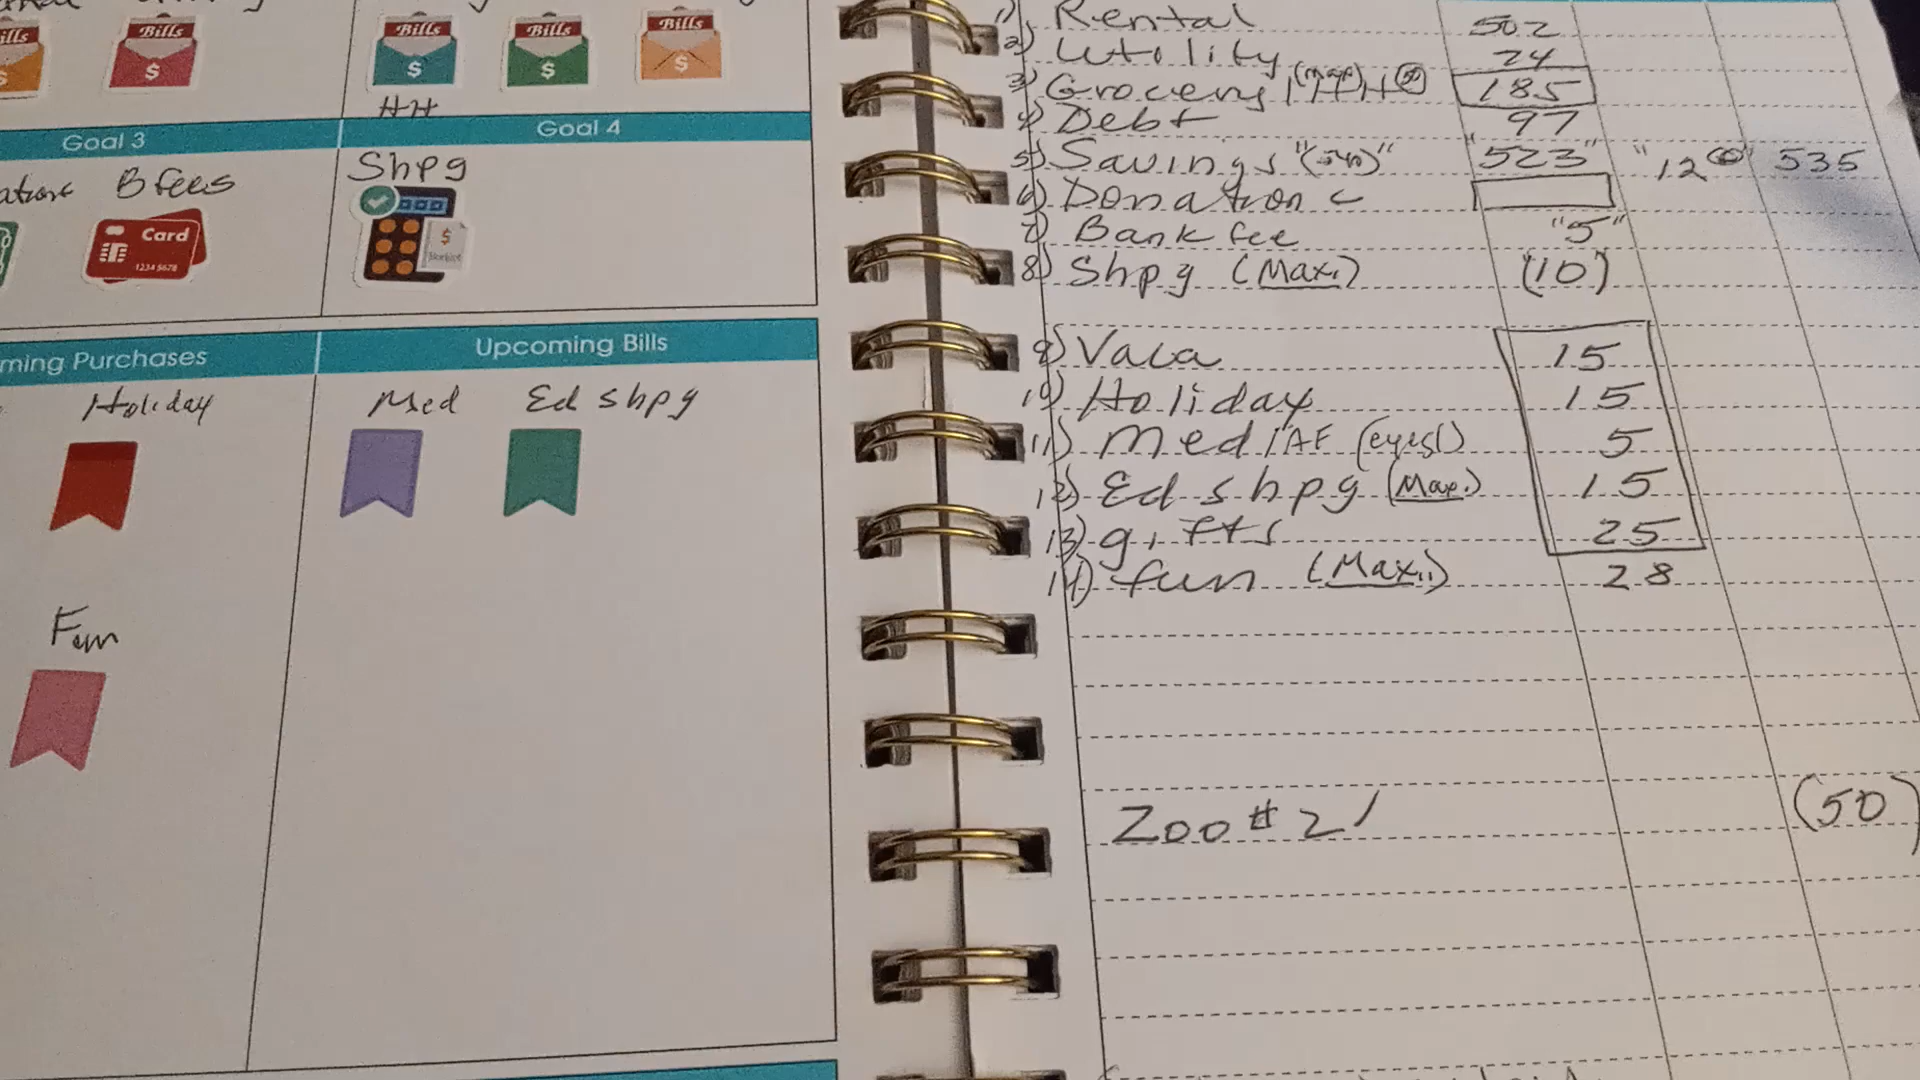 Bills
$
Bills
$
Bills
$
Bills
$
HH
Goal 3
Goal 4
B fees
Shpg
Card
1234 5678
$
Upcoming Bills
Purchases
Holiday
Med
Ed shpg
Fun
1) Rental 502
2) Utility 24
3) Grocery 185
4) Debt 97
5) Savings "523" "12 535
6) Donation
7) Bank fee "5"
8) Shpg (Max.) (10)
9) Vaca 15
10) Holiday 15
11) Med/AF (eyes!) 5
12) Ed shpg (Max.) 15
13) gifts 25
14) fun (Max..) 28
Zoo # 2! (50)